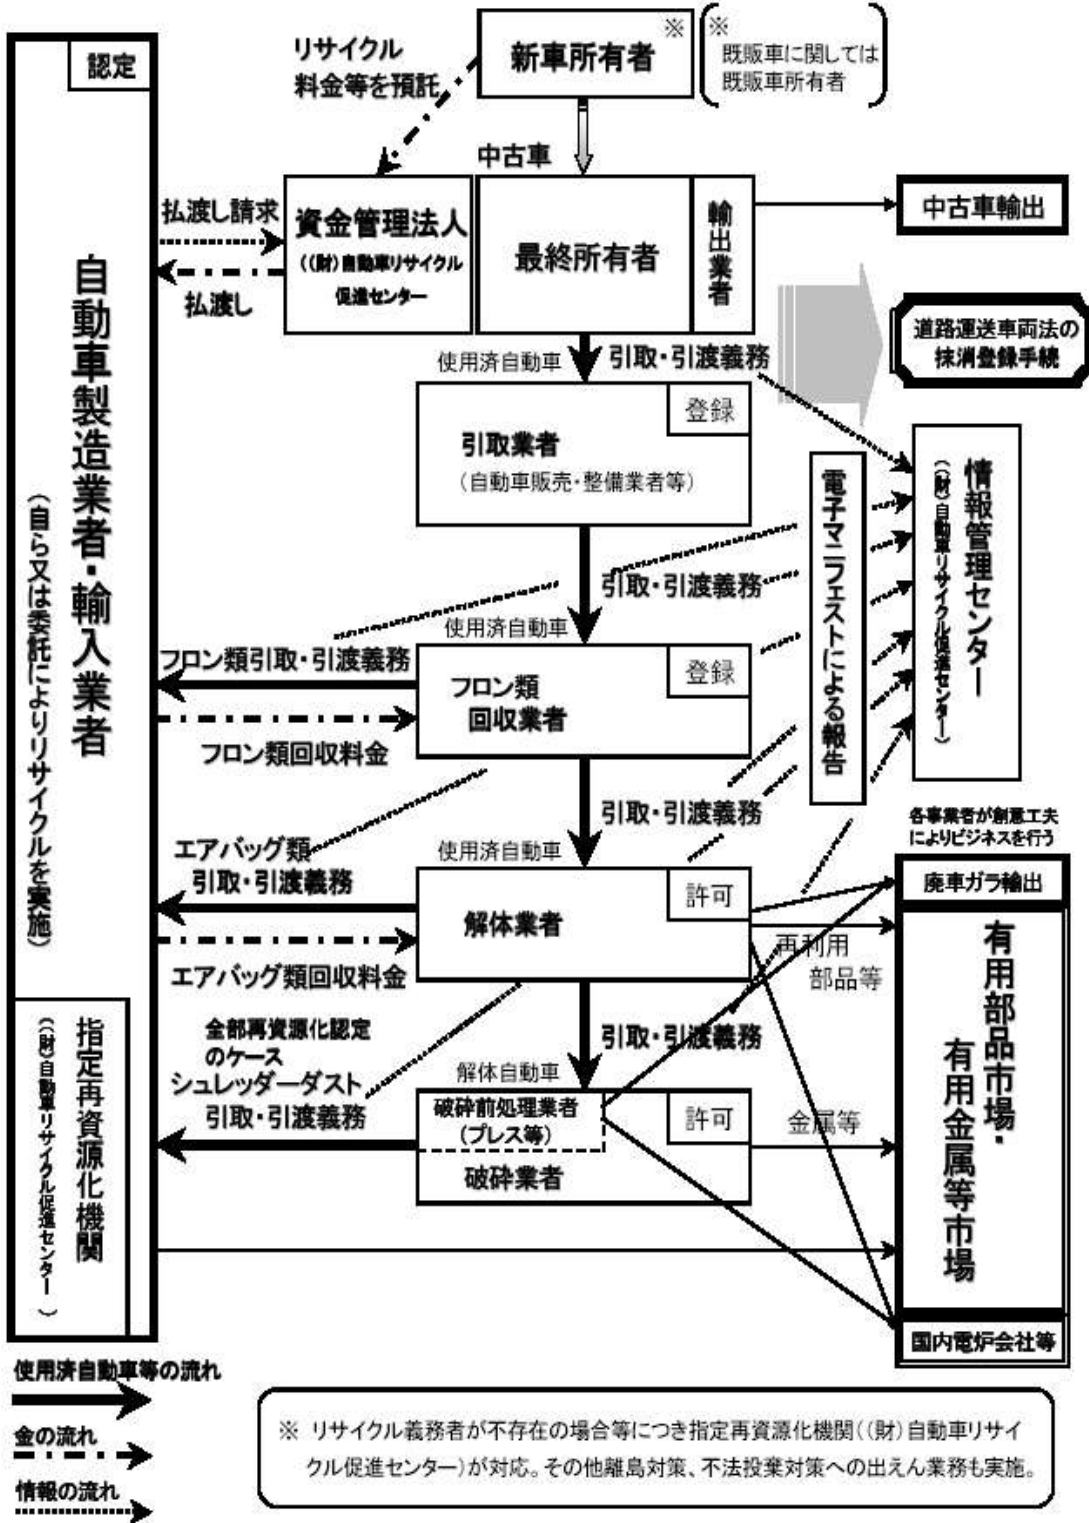 新車所有者
※
※
既販車に関しては
既販車所有者
リサイクル
料金等を預託
認定
中古車
払渡し請求
払渡し
資金管理法人
((財)自動車リサイクル
促進センター
最終所有者
輸出業者
中古車輸出
道路運送車両法の
抹消登録手続
自動車製造業者・輸入業者
(自ら又は委託によりリサイクルを実施)
使用済自動車
引取・引渡義務
登録
引取業者
(自動車販売・整備業者等)
電子マニフェストによる報告
情報管理センター
((財)自動車リサイクル促進センター)
引取・引渡義務
使用済自動車
フロン類引取・引渡義務
登録
フロン類
回収業者
フロン類回収料金
引取・引渡義務
使用済自動車
エアバッグ類
引取・引渡義務
許可
解体業者
エアバッグ類回収料金
各事業者が創意工夫
によりビジネスを行う
廃車ガラ輸出
再利用
部品等
有用部品市場・
有用金属等市場
国内電炉会社等
全部再資源化認定
のケース
シュレッダーダスト
引取・引渡義務
引取・引渡義務
解体自動車
破砕前処理業者
(プレス等)
許可
破砕業者
金属等
指定再資源化機関
((財)自動車リサイクル促進センター)
使用済自動車等の流れ
金の流れ
情報の流れ
※ リサイクル義務者が不存在の場合等につき指定再資源化機関((財)自動車リサイ
クル促進センター)が対応。その他離島対策、不法投棄対策への出えん業務も実施。